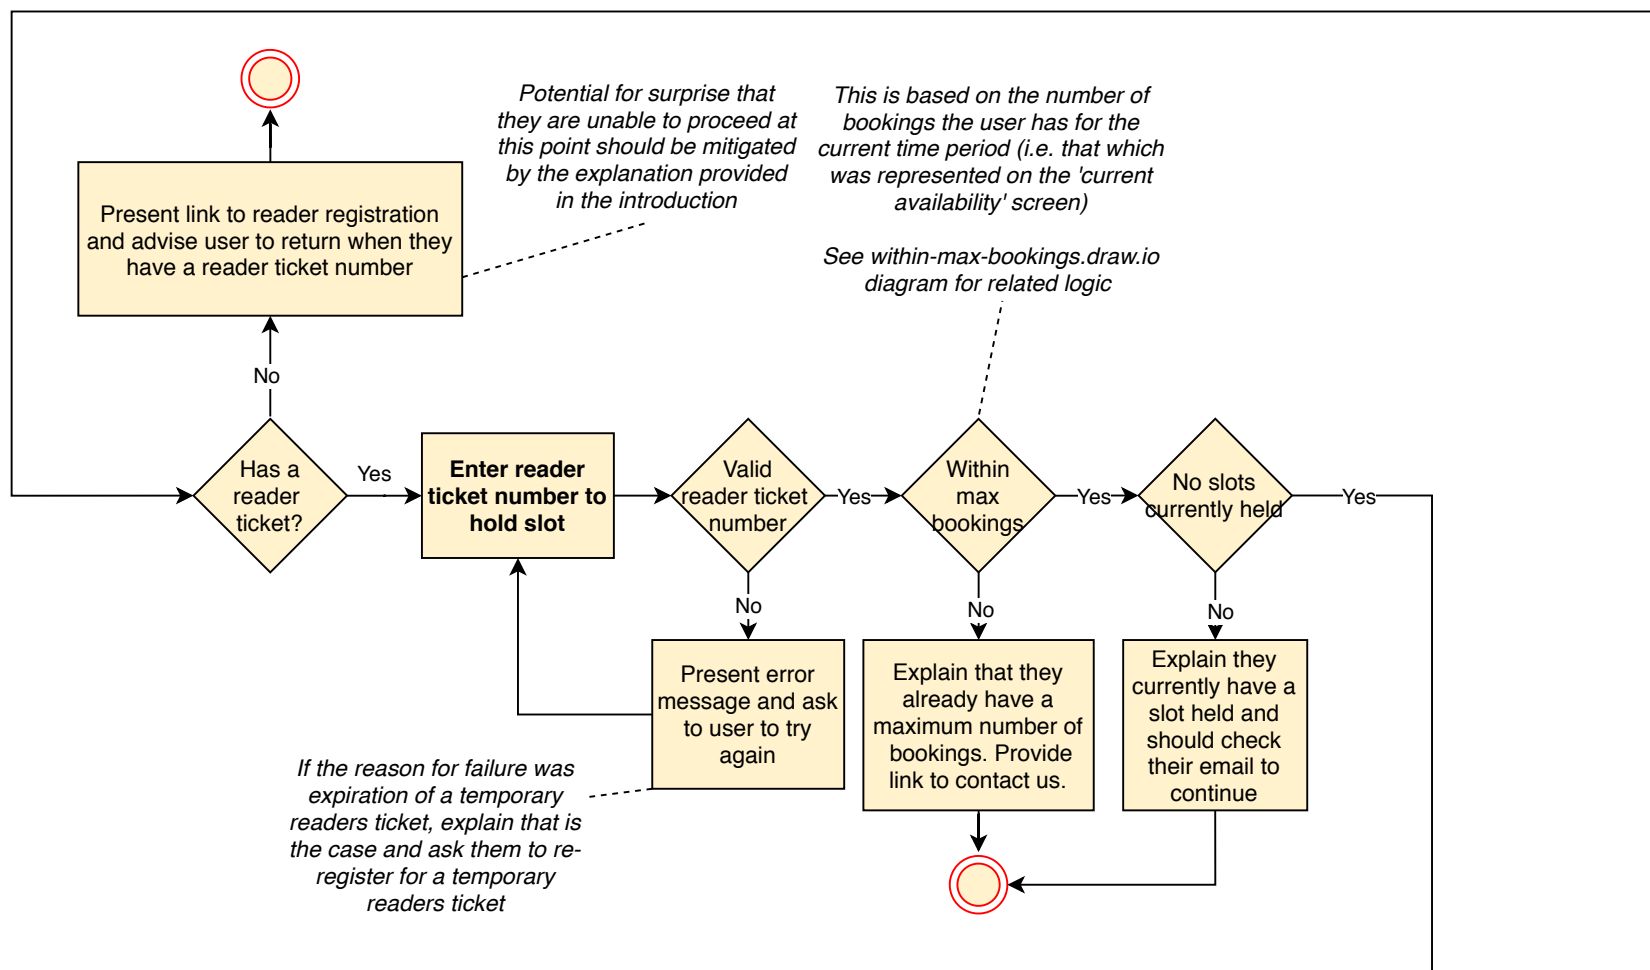 Potential for surprise that
they are unable to proceed at
this point should be mitigated
by the explanation provided
in the introduction
This is based on the number of
bookings the user has for the
current time period (i.e. that which
was represented on the 'current
availability' screen)
See within-max-bookings.draw.io
diagram for related logic
Present link to reader registration
and advise user to return when they
have a reader ticket number
No
Has a
reader
ticket?
Yes
Enter reader
ticket number to
hold slot
Valid
reader ticket
number
Yes
Within
max
bookings
Yes
No slots
currently held
Yes
No
No
No
Present error
message and ask
to user to try
again
Explain that they
already have a
maximum number of
bookings. Provide
link to contact us.
Explain they
currently have a
slot held and
should check
their email to
continue
If the reason for failure was
expiration of a temporary
readers ticket, explain that is
the case and ask them to re-
register for a temporary
readers ticket